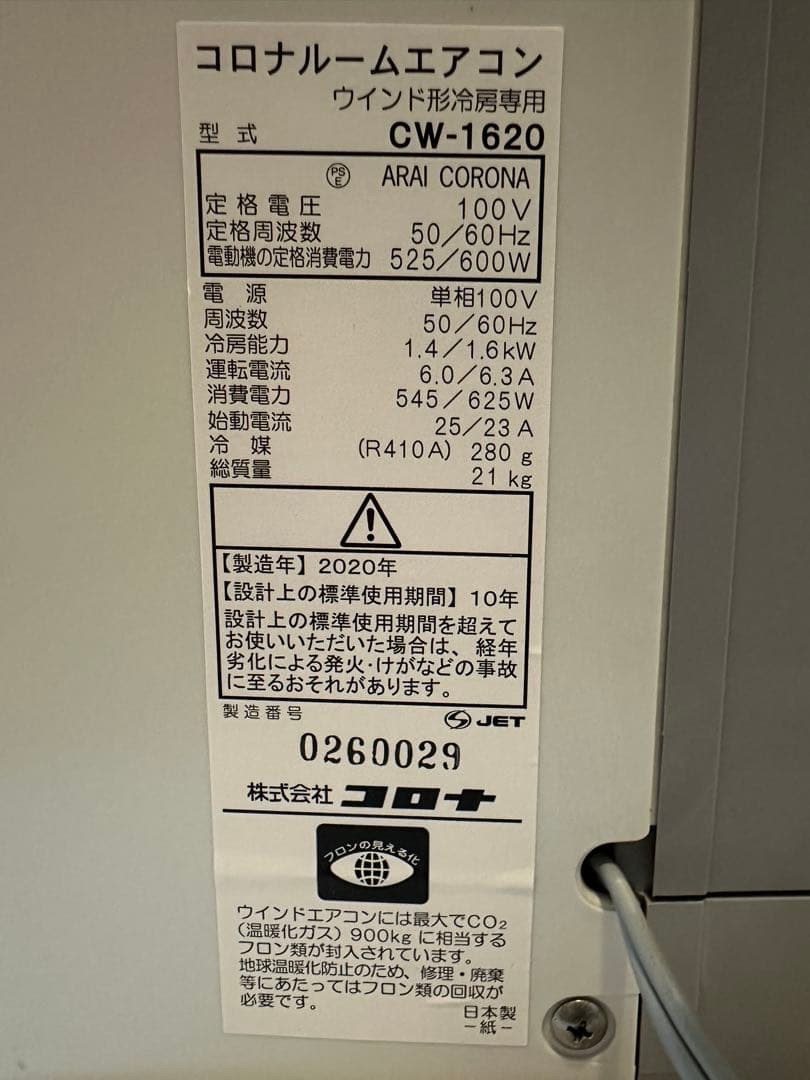 コロナルームエアコン
ウインド形冷房専用
型式 CW-1620
PSE ARAI CORONA
定格電圧 100V
定格周波数 50/60Hz
電動機の定格消費電力 525/600W
電源 単相100V
周波数 50/60Hz
冷房能力 1.4/1.6kW
運転電流 6.0/6.3A
消費電力 545/625W
始動電流 25/23A
冷媒 (R410A) 280g
総質量 21kg
【製造年】2020年
【設計上の標準使用期間】10年
設計上の標準使用期間を超えて
お使いいただいた場合は、経年
劣化による発火・けがなどの事故
に至るおそれがあります。
製造番号 JET
0260029
株式会社 コロナ
フロンの見える化
ウインドエアコンには最大でCO₂
(温暖化ガス)900kgに相当する
フロン類が封入されています。
地球温暖化防止のため、修理・廃棄
等にあたってはフロン類の回収が
必要です。
日本製
-紙-